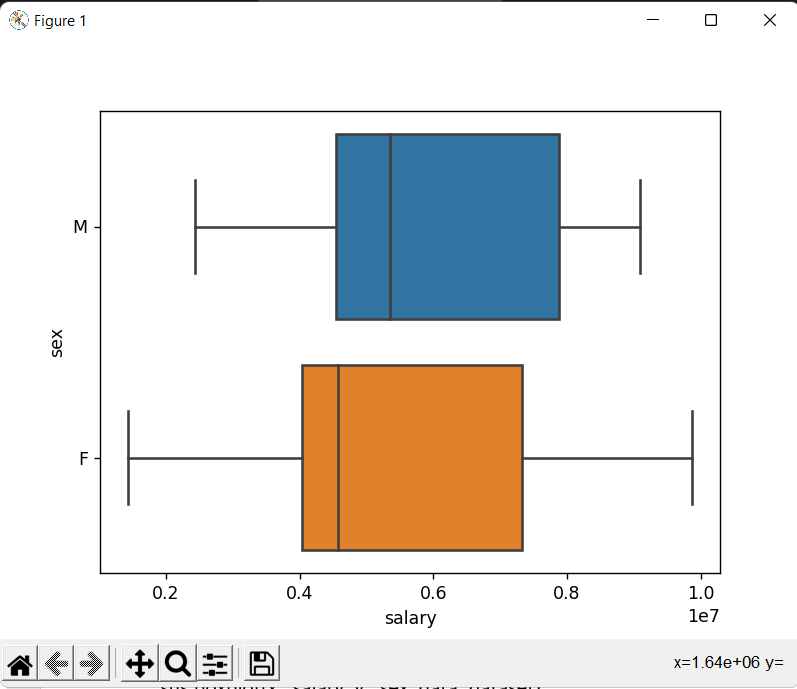 Figure 1
M
sex
F
0.2 0.4 0.6 0.8 1.0
salary
1e7
x=1.64e+06 y=